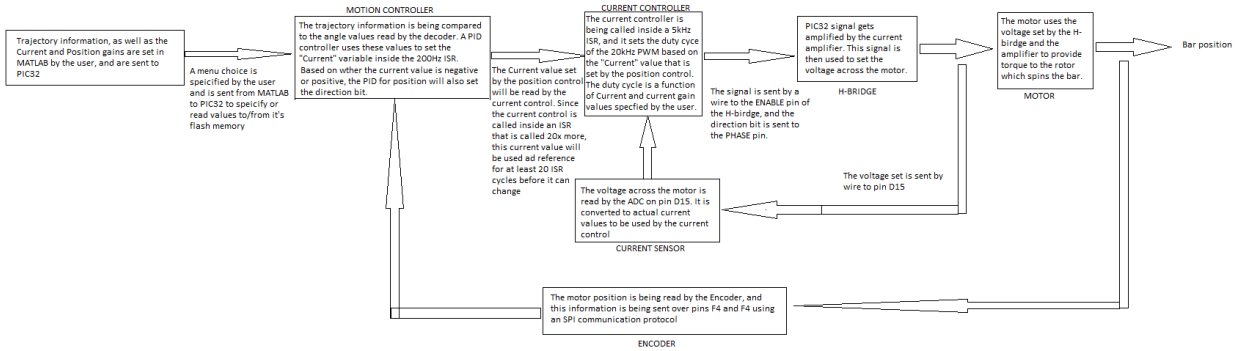 MOTION CONTROLLER
CURRENT CONTROLLER
Trajectory information, as well as the
Current and Position gains are set in
MATLAB by the user, and are sent to
PIC32
A menu choice is
speicified by the user
and is sent from MATLAB
to PIC32 to speicify or
read values to/from it's
flash memory
The trajectory information is being compared
to the angle values read by the decoder. A PID
controller uses these values to set the
"Current" variable inside the 200Hz ISR.
Based on wther the current value is negative
or positive, the PID for position will also set
the direction bit.
The Current value set
by the position control
will be read by the
current control. Since
the current control is
called inside an ISR
that is called 20x more,
this current value will
be used ad reference
for at least 20 ISR
cycles before it can
change
The current controller is
being called inside a 5kHz
ISR, and it sets the duty cycle
of the 20kHz PWM based on
the "Current" value that is
set by the position control.
The duty cycle is a function
of Current and current gain
values specfied by the user.
The signal is sent by a
wire to the ENABLE pin of
the H-birdge, and the
direction bit is sent to
the PHASE pin.
PIC32 signal gets
amplified by the current
amplifier. This signal is
then used to set the
voltage across the motor.
H-BRIDGE
The motor uses the
voltage set by the H-
birdge and the
amplifier to provide
torque to the rotor
which spins the bar.
MOTOR
Bar position
The voltage set is sent by
wire to pin D15
The voltage across the motor is
read by the ADC on pin D15. It is
converted to actual current
values to be used by the current
control
CURRENT SENSOR
The motor position is being read by the Encoder, and
this information is being sent over pins F4 and F4 using
an SPI communication protocol
ENCODER